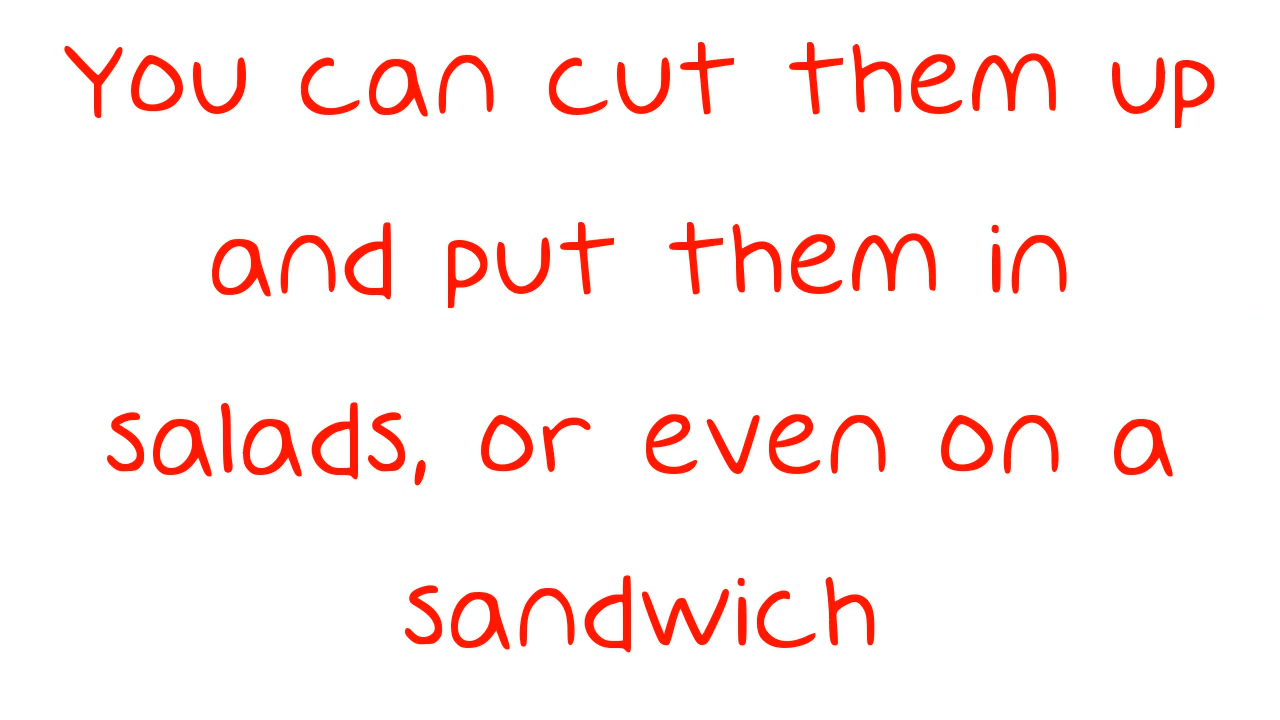 You can cut them up
and put them in
salads, or even on a
sandwich